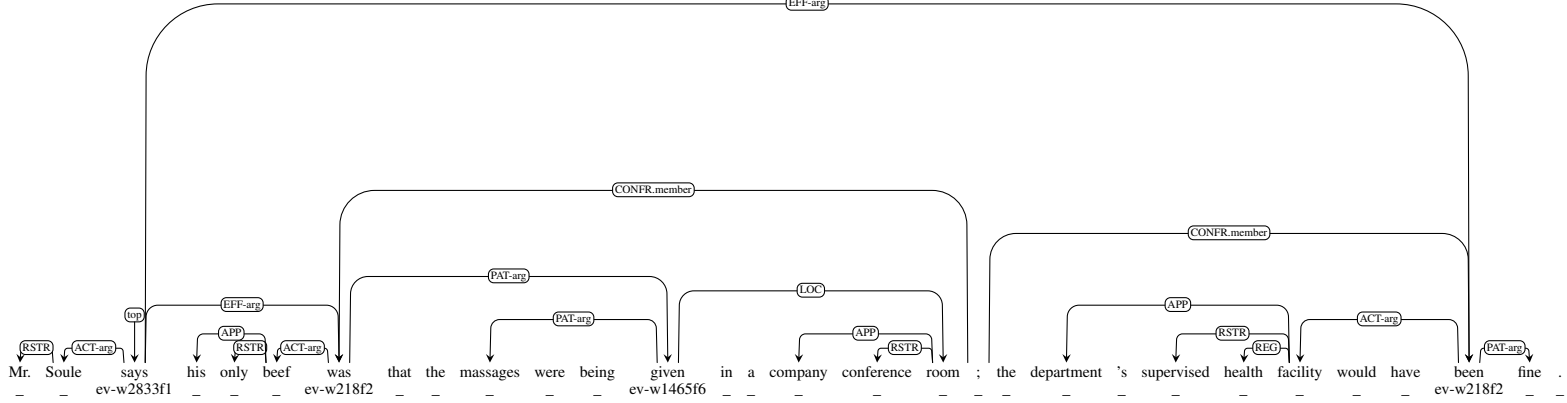 EFF-arg
CONFR.member
CONFR.member
PAT-arg
LOC
top EFF-arg PAT-arg APP ACT-arg
APP RSTR APP
RSTR ACT-arg RSTR ACT-arg RSTR REG PAT-arg
Mr. Soule says his only beef was that the massages were being given in a company conference room ; the department 's supervised health facility would have been fine .
_ _ ev-w2833f1 _ _ _ ev-w218f2 _ _ _ _ _ ev-w1465f6 _ _ _ _ _ _ _ _ _ _ _ _ _ _ ev-w218f2 _ _